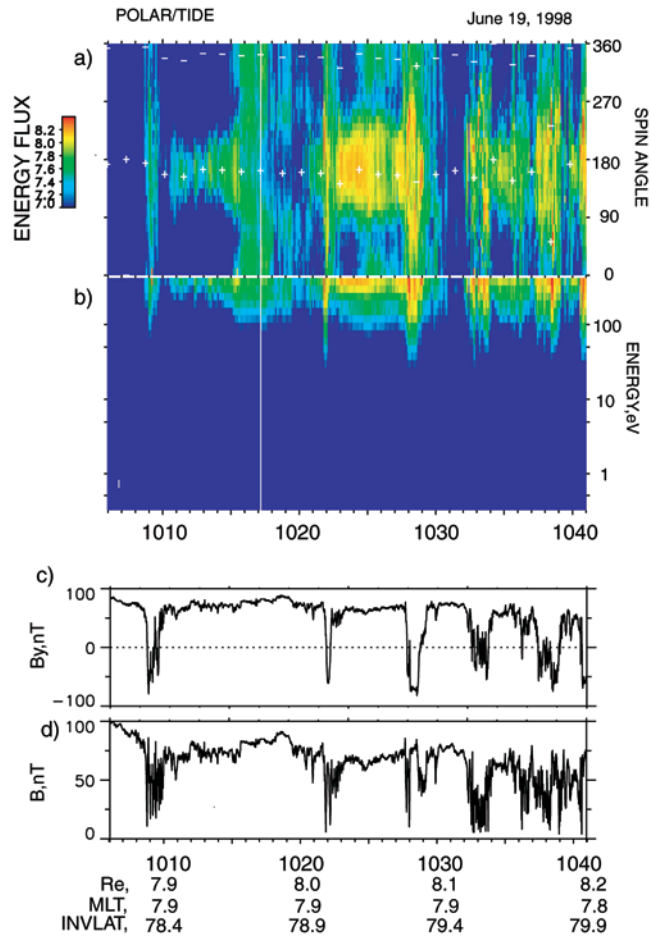 POLAR/TIDE June 19, 1998
a)
ENERGY FLUX
8.2
8.0
7.8
7.6
7.4
7.2
7.0
360
270
180
90
0
SPIN ANGLE
b)
100
10
1
ENERGY,eV
1010 1020 1030 1040
c)
By,nT
100
0
−100
d)
B,nT
100
50
0
1010 1020 1030 1040
Re, 7.9 8.0 8.1 8.2
MLT, 7.9 7.9 7.9 7.8
INVLAT, 78.4 78.9 79.4 79.9